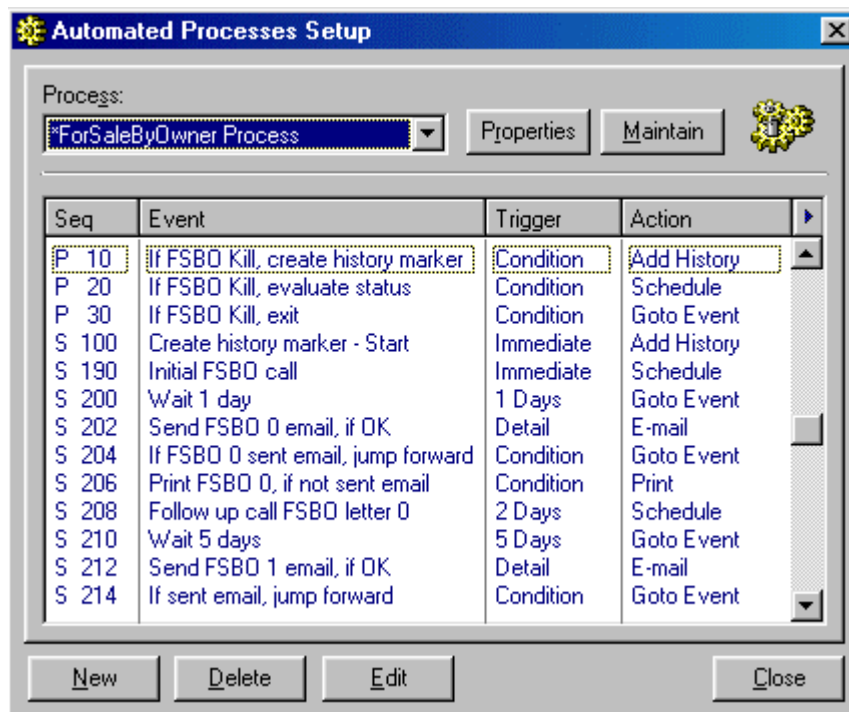 Automated Processes Setup
Process:
*ForSaleByOwner Process
Properties
Maintain
Seq Event Trigger Action
P 10 If FSBO Kill, create history marker Condition Add History
P 20 If FSBO Kill, evaluate status Condition Schedule
P 30 If FSBO Kill, exit Condition Goto Event
S 100 Create history marker - Start Immediate Add History
S 190 Initial FSBO call Immediate Schedule
S 200 Wait 1 day 1 Days Goto Event
S 202 Send FSBO 0 email, if OK Detail E-mail
S 204 If FSBO 0 sent email, jump forward Condition Goto Event
S 206 Print FSBO 0, if not sent email Condition Print
S 208 Follow up call FSBO letter 0 2 Days Schedule
S 210 Wait 5 days 5 Days Goto Event
S 212 Send FSBO 1 email, if OK Detail E-mail
S 214 If sent email, jump forward Condition Goto Event
New Delete Edit Close